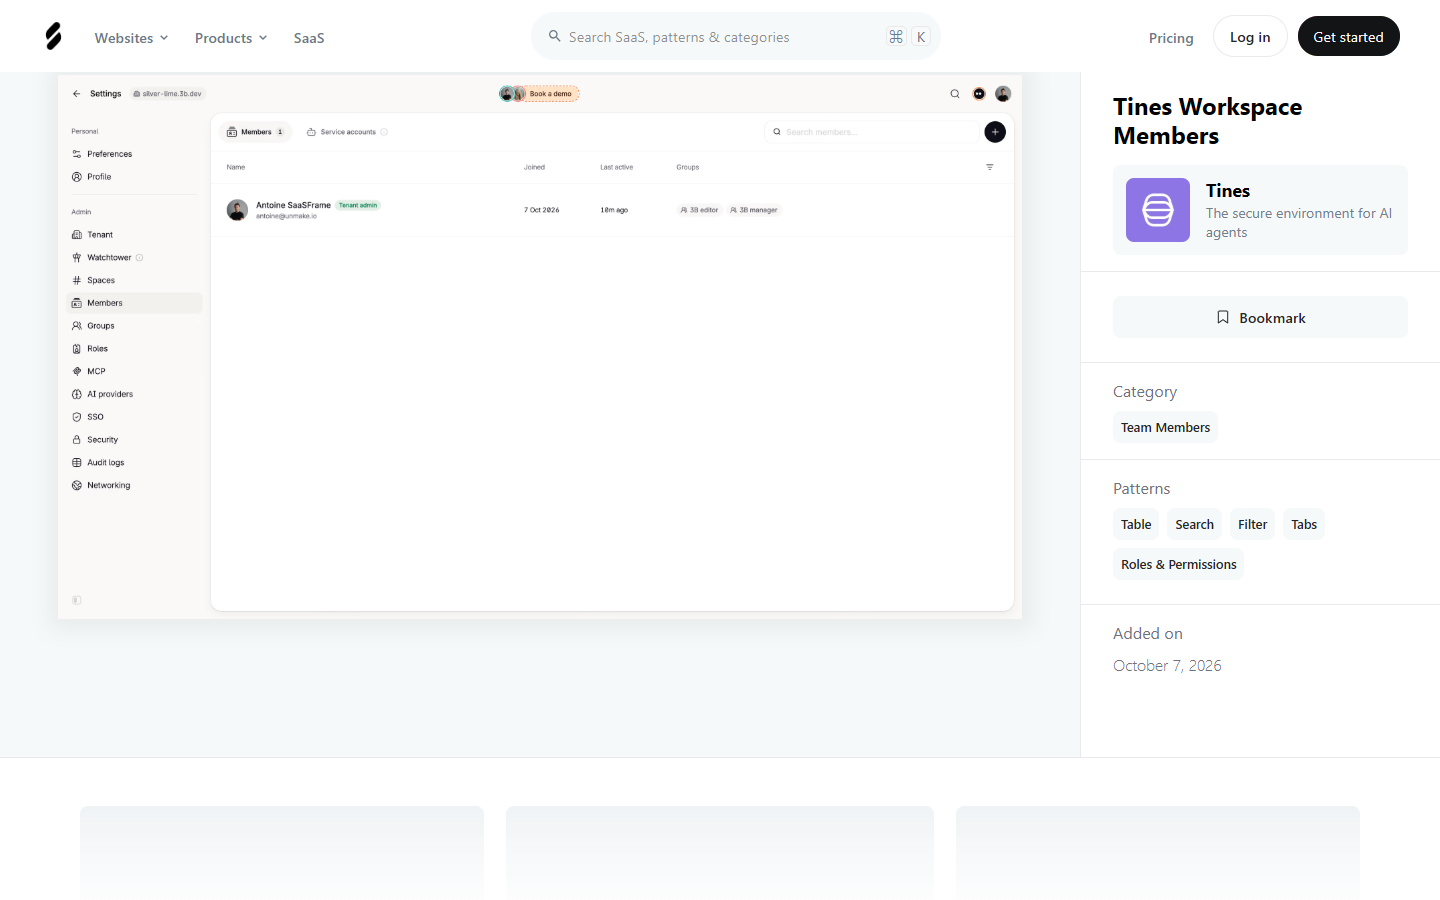 Websites
Products
SaaS
Search SaaS, patterns & categories
⌘ K
Pricing
Log in
Get started
Settings
silver-lime.3b.dev
Book a demo
Personal
Preferences
Profile
Admin
Tenant
Watchtower
Spaces
Members
Groups
Roles
MCP
AI providers
SSO
Security
Audit logs
Networking
Members 1
Service accounts
Search members...
Name
Joined
Last active
Groups
Antoine SaaSFrame
Tenant admin
antoine@unmake.io
7 Oct 2026
10m ago
3B editor
3B manager
Tines Workspace
Members
Tines
The secure environment for AI
agents
Bookmark
Category
Team Members
Patterns
Table
Search
Filter
Tabs
Roles & Permissions
Added on
October 7, 2026